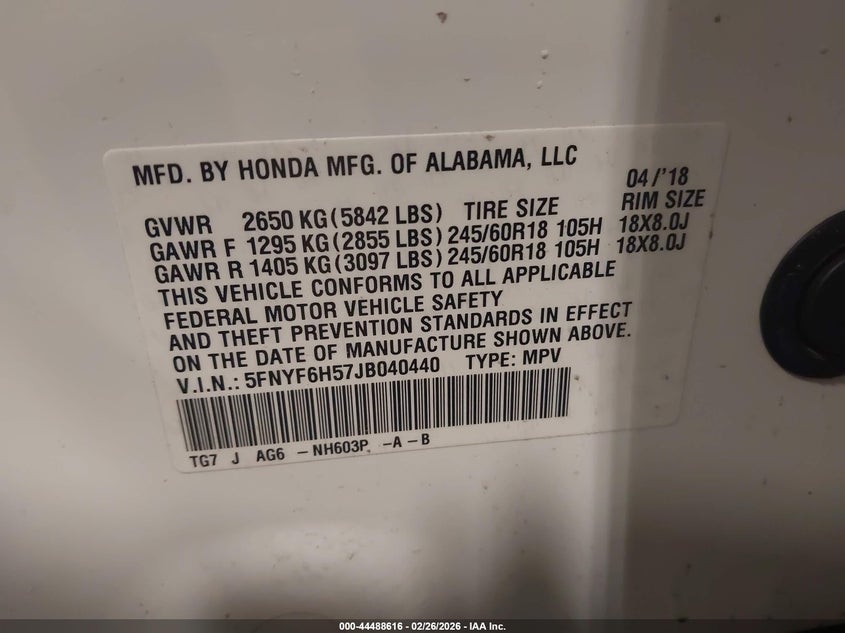 MFD. BY HONDA MFG. OF ALABAMA, LLC
04/'18
GVWR 2650 KG(5842 LBS) TIRE SIZE RIM SIZE
GAWR F 1295 KG(2855 LBS) 245/60R18 105H 18X8.0J
GAWR R 1405 KG(3097 LBS) 245/60R18 105H 18X8.0J
THIS VEHICLE CONFORMS TO ALL APPLICABLE
FEDERAL MOTOR VEHICLE SAFETY
AND THEFT PREVENTION STANDARDS IN EFFECT
ON THE DATE OF MANUFACTURE SHOWN ABOVE.
V.I.N.: 5FNYF6H57JB040440 TYPE: MPV
TG7 J AG6 -NH603P -A-B
000-44488616 - 02/26/2026 - IAA Inc.